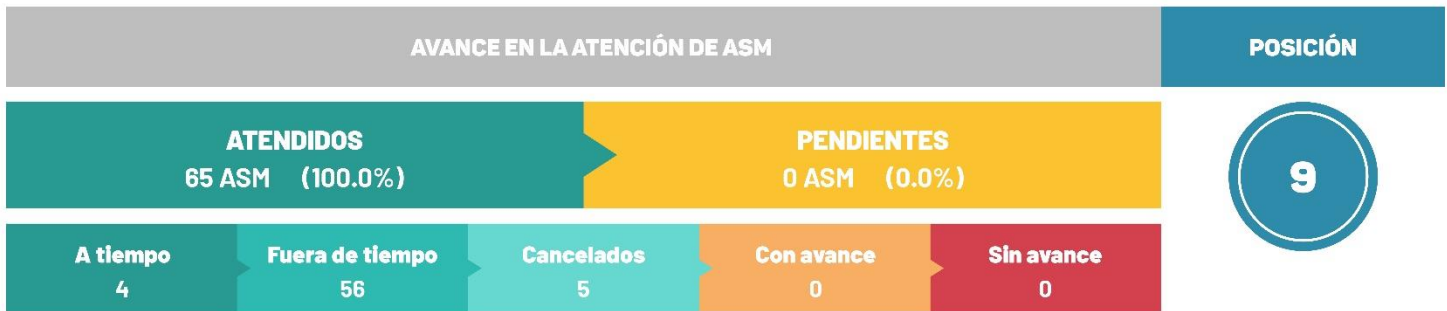 AVANCE EN LA ATENCIÓN DE ASM
POSICIÓN
ATENDIDOS
65 ASM (100.0%)
PENDIENTES
0 ASM (0.0%)
9
A tiempo
4
Fuera de tiempo
56
Cancelados
5
Con avance
0
Sin avance
0